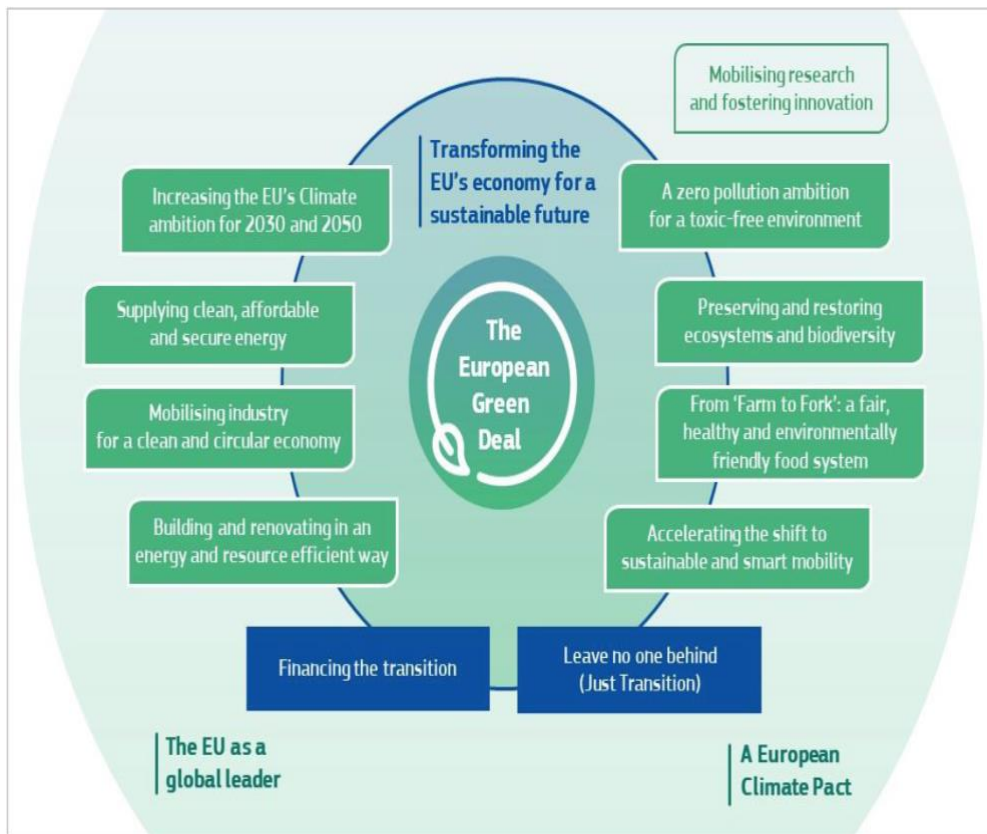 Mobilising research
and fostering innovation
Transforming the
EU's economy for a
sustainable future
Increasing the EU's Climate
ambition for 2030 and 2050
A zero pollution ambition
for a toxic-free environment
Supplying clean, affordable
and secure energy
Preserving and restoring
ecosystems and biodiversity
The
European
Green
Deal
Mobilising industry
for a clean and circular economy
From ‘Farm to Fork’: a fair,
healthy and environmentally
friendly food system
Building and renovating in an
energy and resource efficient way
Accelerating the shift to
sustainable and smart mobility
Financing the transition
Leave no one behind
(Just Transition)
The EU as a
global leader
A European
Climate Pact